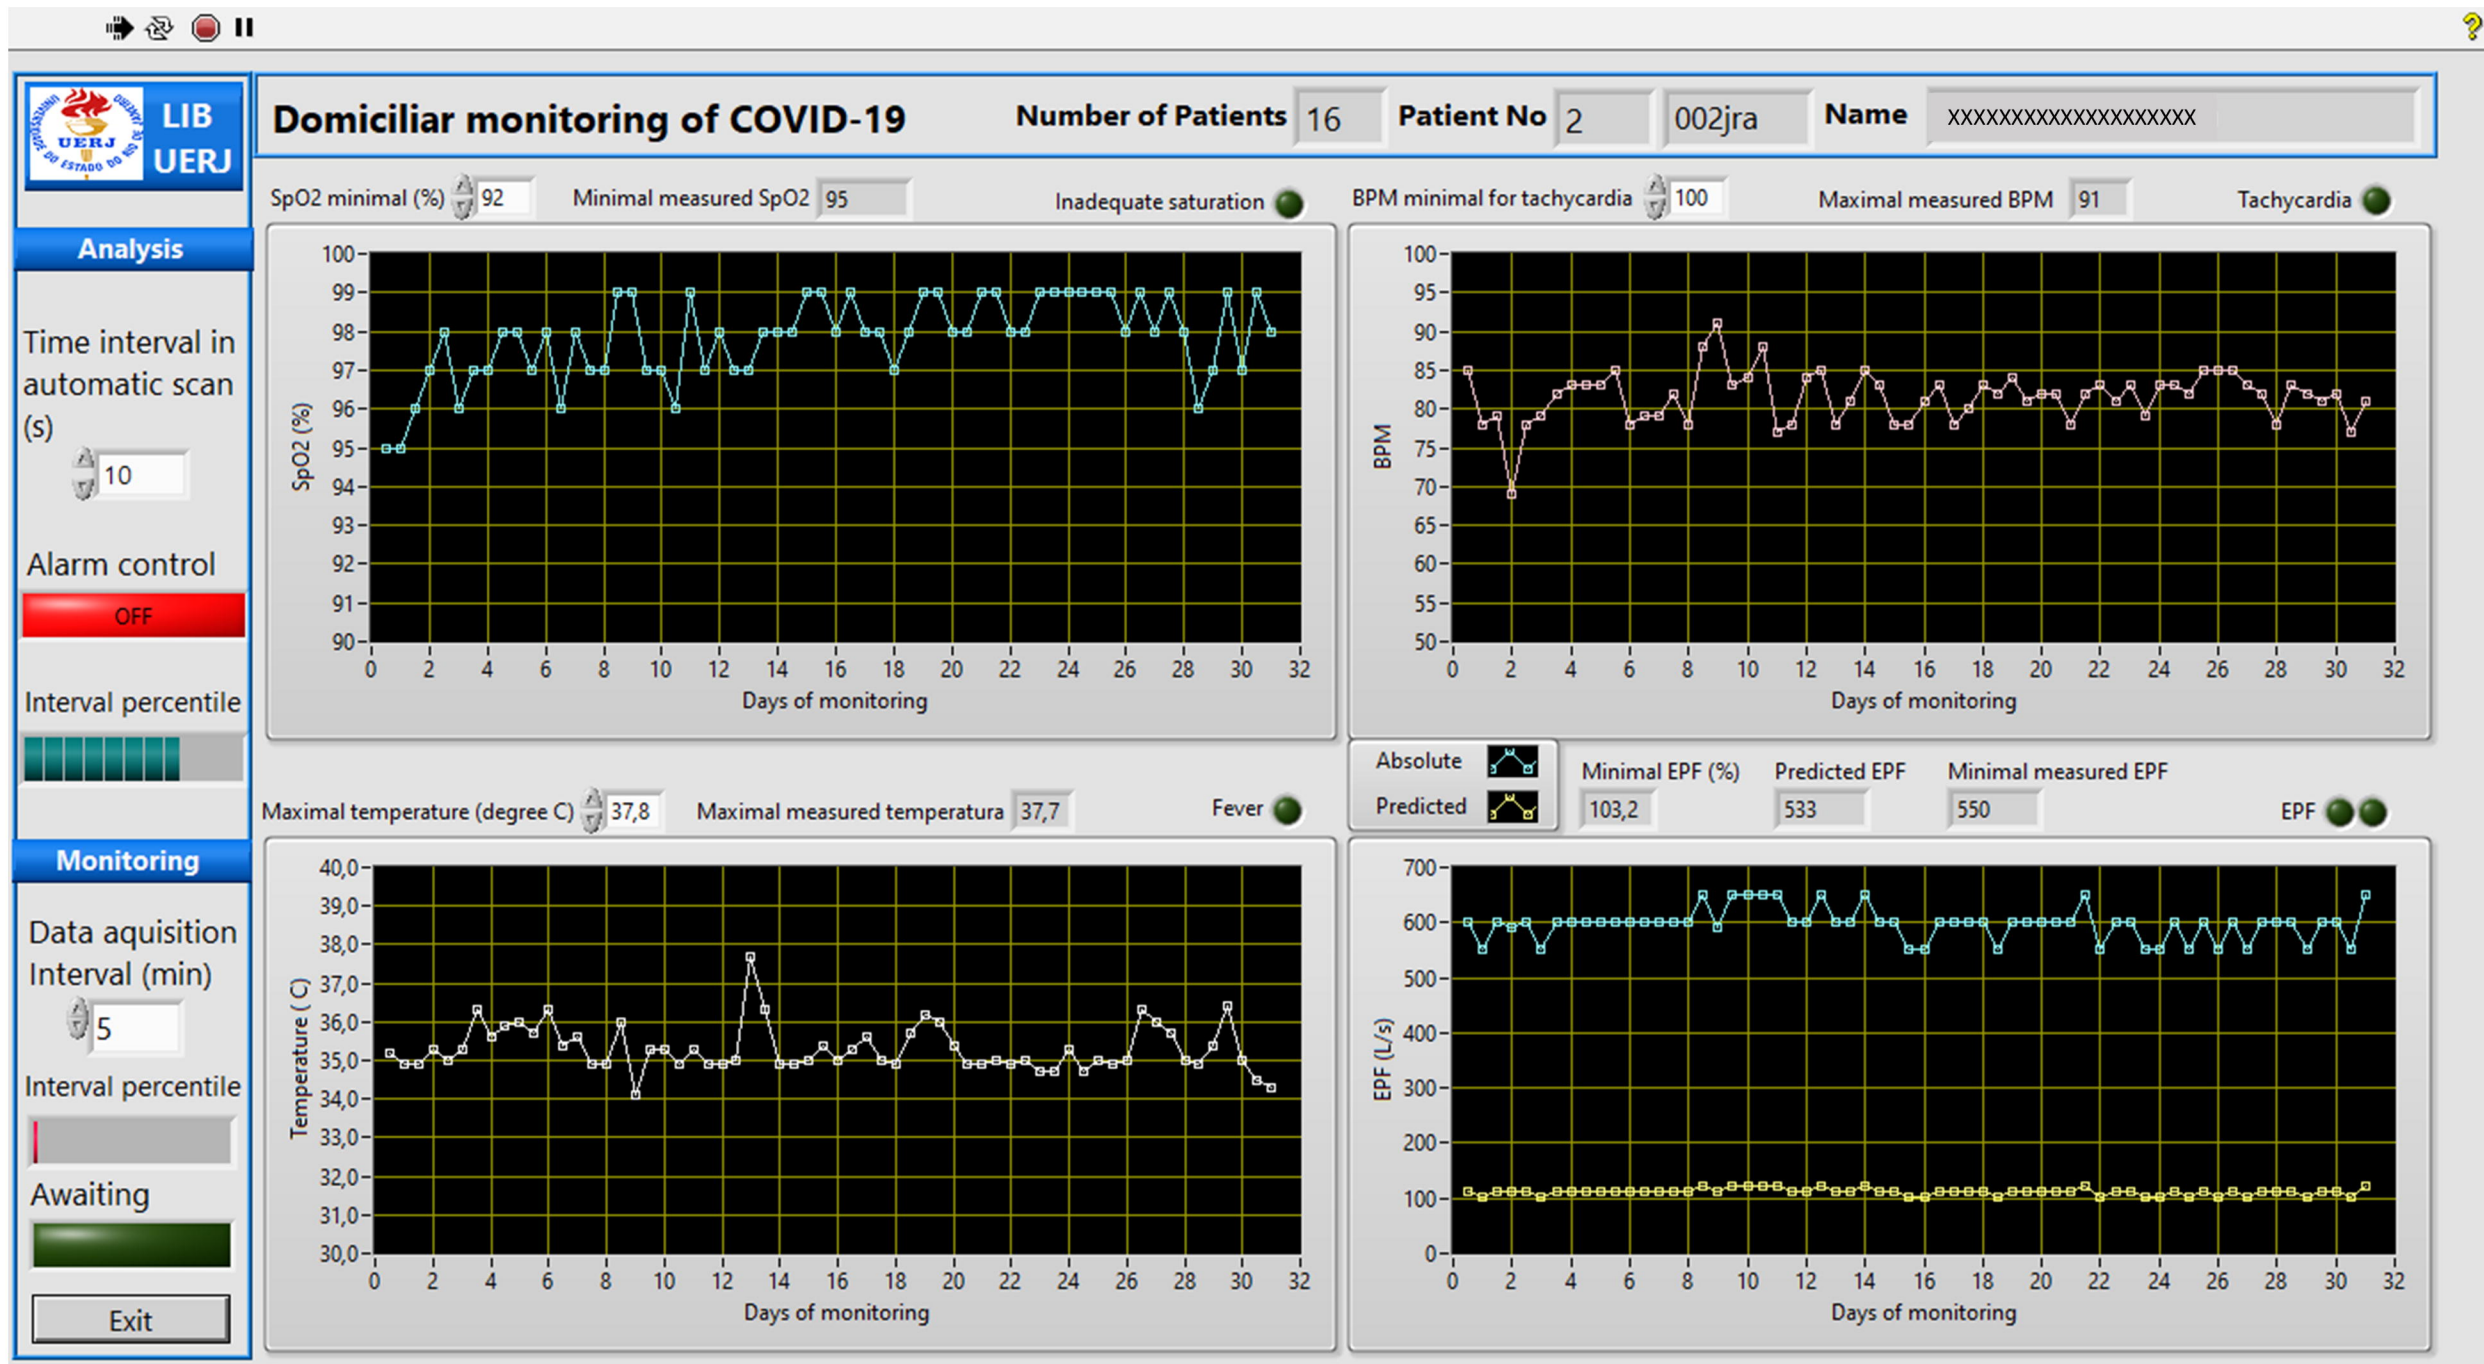 ?
UNIVERSIDADE DO ESTADO DO RIO DE JANEIRO
UERJ
LIB
UERJ
Domiciliar monitoring of COVID-19
Number of Patients 16
Patient No 2
002jra
Name XXXXXXXXXXXXXXXXXXXX
Analysis
Time interval in
automatic scan
(s)
10
Alarm control
OFF
Interval percentile
Monitoring
Data aquisition
Interval (min)
5
Interval percentile
Awaiting
Exit
SpO2 minimal (%) 92 Minimal measured SpO2 95 Inadequate saturation
100
99
98
97
96
95
94
93
92
91
90
SpO2 (%)
0 2 4 6 8 10 12 14 16 18 20 22 24 26 28 30 32
Days of monitoring
BPM minimal for tachycardia 100 Maximal measured BPM 91 Tachycardia
100
95
90
85
80
75
70
65
60
55
50
BPM
0 2 4 6 8 10 12 14 16 18 20 22 24 26 28 30 32
Days of monitoring
Maximal temperature (degree C) 37,8 Maximal measured temperatura 37,7 Fever
40,0
39,0
38,0
37,0
36,0
35,0
34,0
33,0
32,0
31,0
30,0
Temperature ( C)
0 2 4 6 8 10 12 14 16 18 20 22 24 26 28 30 32
Days of monitoring
Absolute
Predicted
Minimal EPF (%) Predicted EPF Minimal measured EPF
103,2 533 550 EPF
700
600
500
400
300
200
100
0
EPF (L/s)
0 2 4 6 8 10 12 14 16 18 20 22 24 26 28 30 32
Days of monitoring